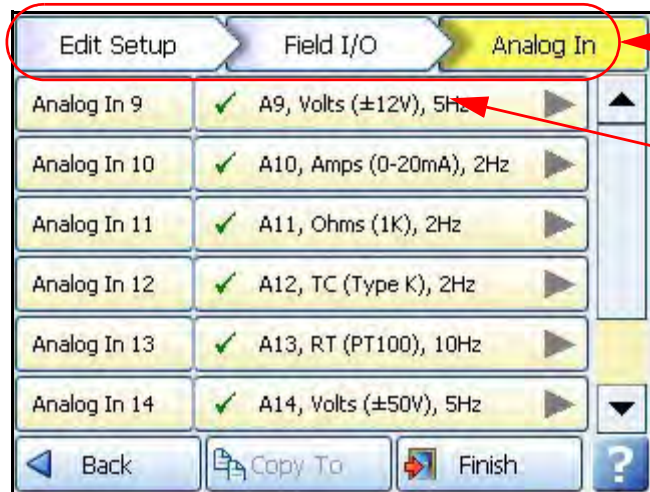 Edit Setup Field I/O Analog In
Analog In 9 A9, Volts (±12V), 5Hz
Analog In 10 A10, Amps (0-20mA), 2Hz
Analog In 11 A11, Ohms (1K), 2Hz
Analog In 12 A12, TC (Type K), 2Hz
Analog In 13 A13, RT (PT100), 10Hz
Analog In 14 A14, Volts (±50V), 5Hz
Back Copy To Finish ?